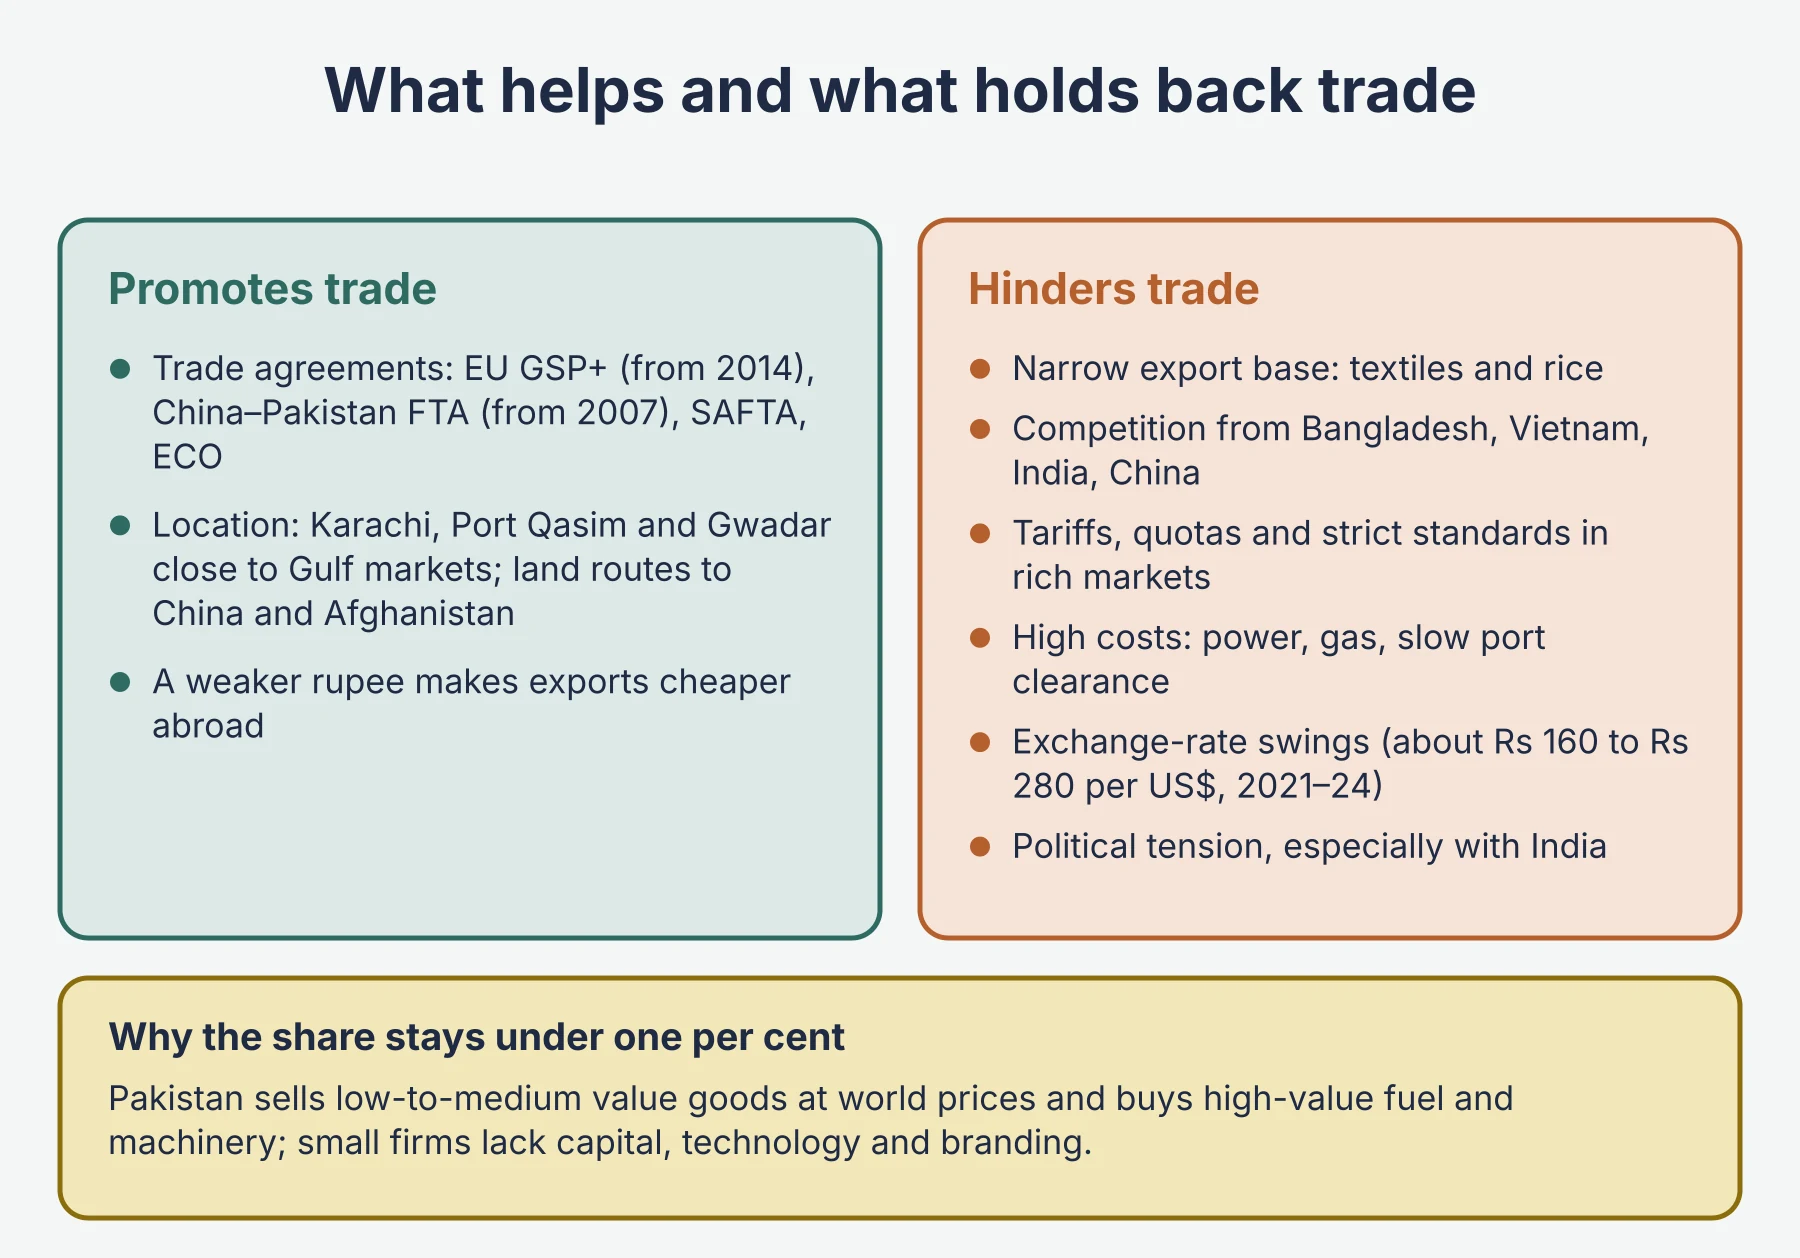 What helps and what holds back trade
Promotes trade
Trade agreements: EU GSP+ (from 2014),
China–Pakistan FTA (from 2007), SAFTA,
ECO
Location: Karachi, Port Qasim and Gwadar
close to Gulf markets; land routes to
China and Afghanistan
A weaker rupee makes exports cheaper
abroad
Hinders trade
Narrow export base: textiles and rice
Competition from Bangladesh, Vietnam,
India, China
Tariffs, quotas and strict standards in
rich markets
High costs: power, gas, slow port
clearance
Exchange-rate swings (about Rs 160 to Rs
280 per US$, 2021–24)
Political tension, especially with India
Why the share stays under one per cent
Pakistan sells low-to-medium value goods at world prices and buys high-value fuel and
machinery; small firms lack capital, technology and branding.